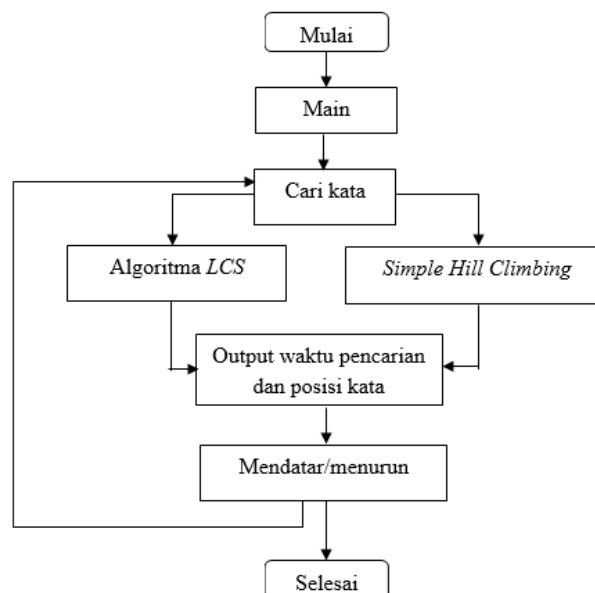 Mulai
Main
Cari kata
Algoritma LCS
Simple Hill Climbing
Output waktu pencarian
dan posisi kata
Mendatar/menurun
Selesai